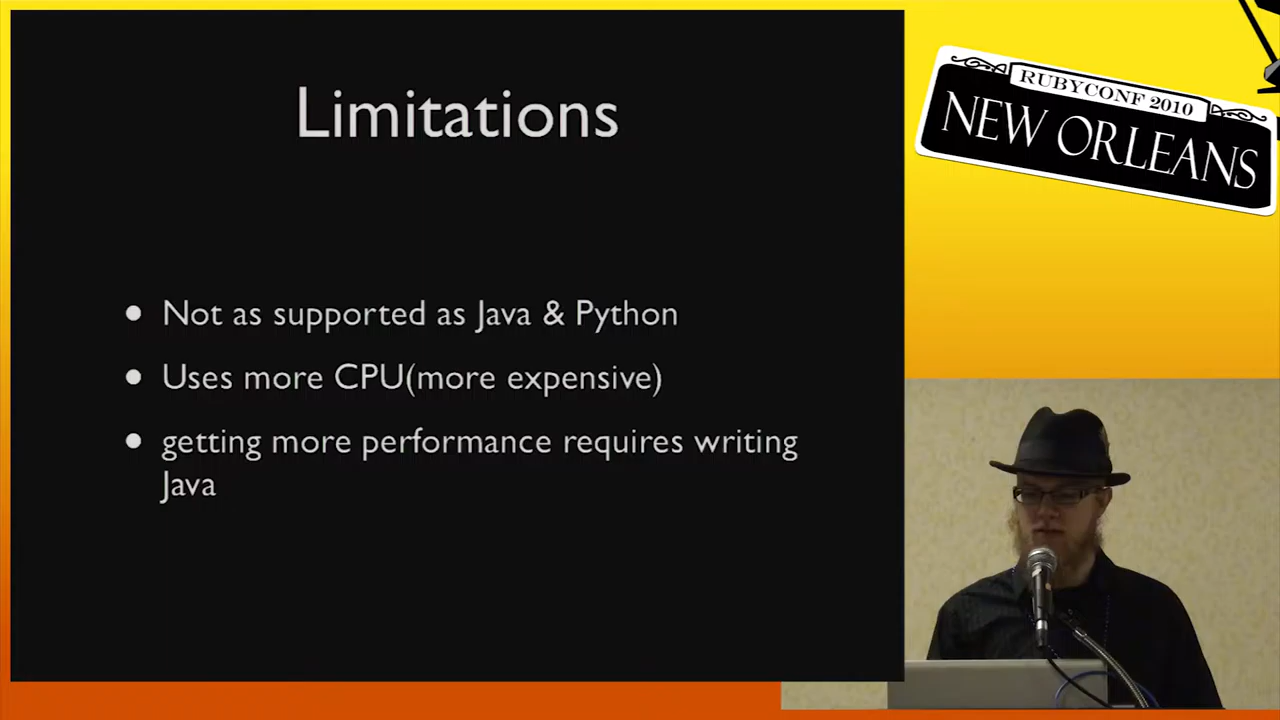 Limitations
Not as supported as Java & Python
Uses more CPU(more expensive)
getting more performance requires writing
Java
RUBYCONF 2010
NEW ORLEANS